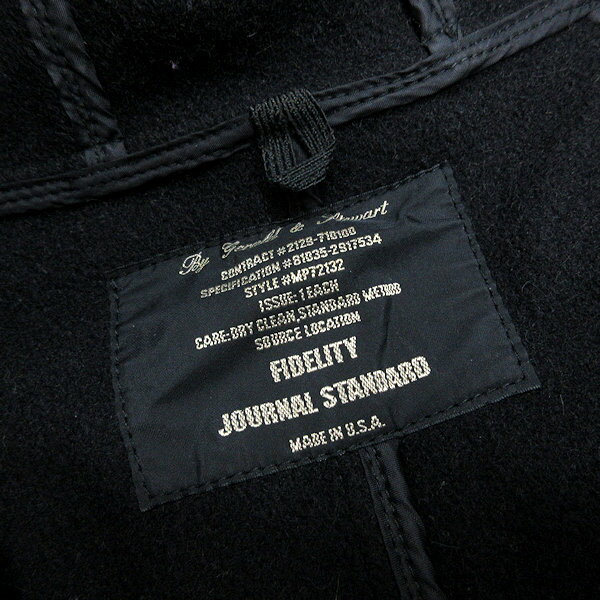 By Gerald & Stewart
CONTRACT #2128-710100
SPECIFICATION #81035-2917534
STYLE #MP72132
ISSUE: 1 EACH
CARE: DRY CLEAN, STANDARD METHOD
SOURCE LOCATION
FIDELITY
JOURNAL STANDARD
MADE IN U.S.A.